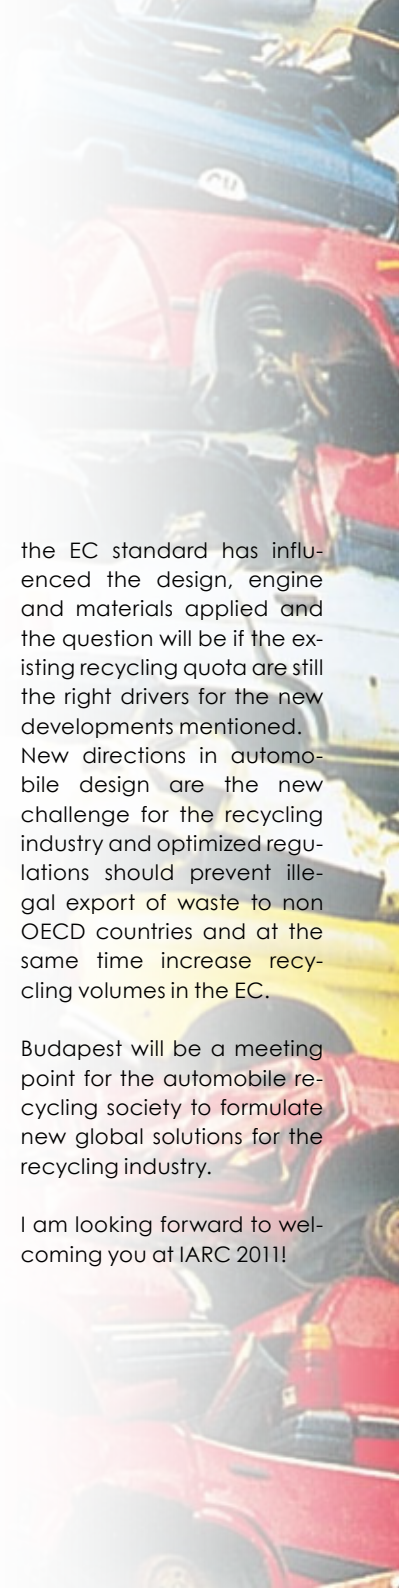 CH
the EC standard has influ-
enced the design, engine
and materials applied and
the question will be if the ex-
isting recycling quota are still
the right drivers for the new
developments mentioned.
New directions in automo-
bile design are the new
challenge for the recycling
industry and optimized regu-
lations should prevent ille-
gal export of waste to non
OECD countries and at the
same time increase recy-
cling volumes in the EC.
Budapest will be a meeting
point for the automobile re-
cycling society to formulate
new global solutions for the
recycling industry.
I am looking forward to wel-
coming you at IARC 2011!